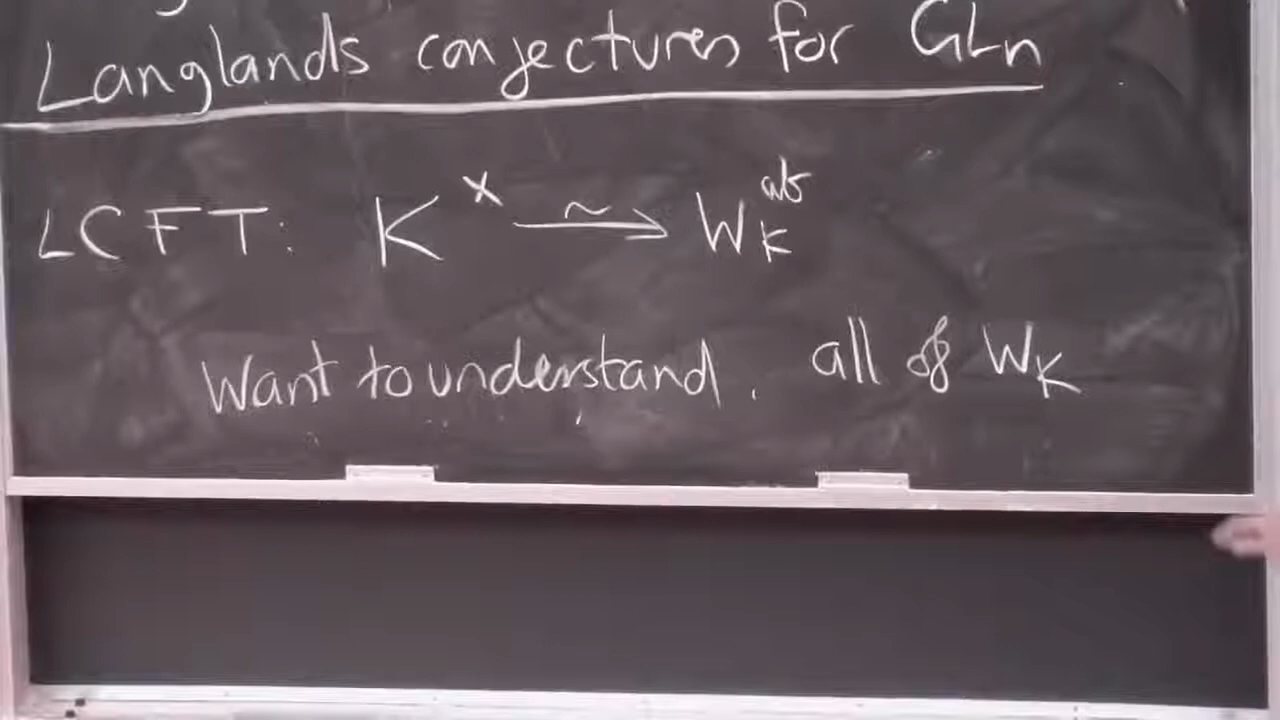 Langlands conjectures for GLn
LCFT: K^× ~→ W_K^ab
Want to understand. all of W_K